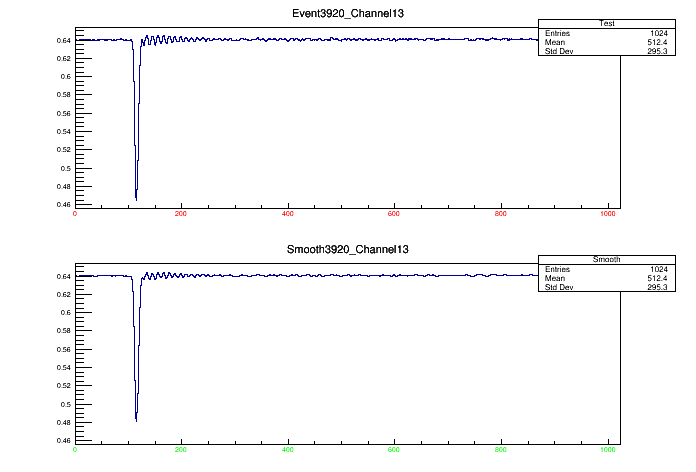 Event3920_Channel13
Test
Entries 1024
Mean 512.4
Std Dev 295.3
0.64
0.62
0.6
0.58
0.56
0.54
0.52
0.5
0.48
0.46
0 200 400 600 800 1000
Smooth3920_Channel13
Smooth
Entries 1024
Mean 512.4
Std Dev 295.3
0.64
0.62
0.6
0.58
0.56
0.54
0.52
0.5
0.48
0.46
0 200 400 600 800 1000